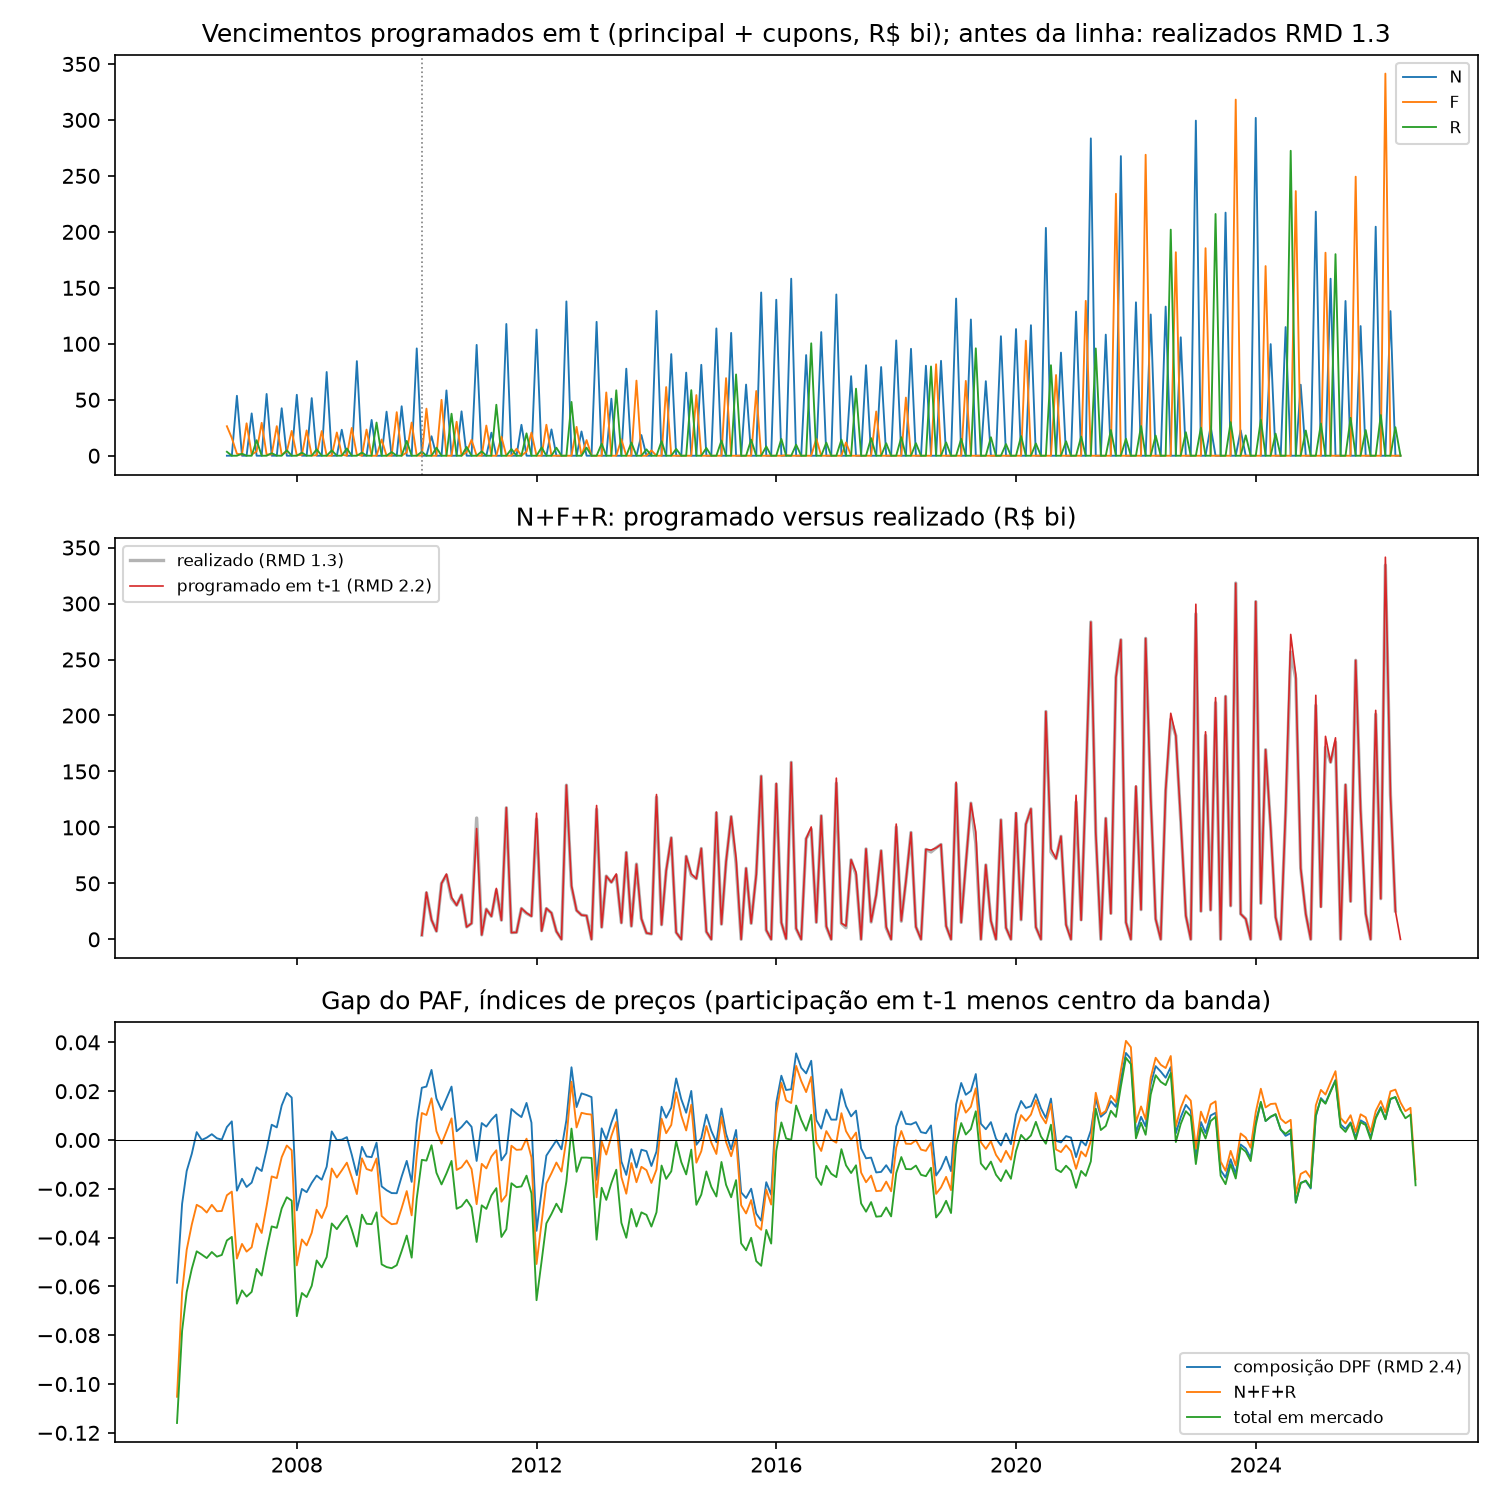 Vencimentos programados em t (principal + cupons, R$ bi); antes da linha: realizados RMD 1.3
350
300
250
200
150
100
50
0
N
F
R
N+F+R: programado versus realizado (R$ bi)
350
300
250
200
150
100
50
0
realizado (RMD 1.3)
programado em t-1 (RMD 2.2)
Gap do PAF, índices de preços (participação em t-1 menos centro da banda)
0.04
0.02
0.00
−0.02
−0.04
−0.06
−0.08
−0.10
−0.12
composição DPF (RMD 2.4)
N+F+R
total em mercado
2008
2012
2016
2020
2024